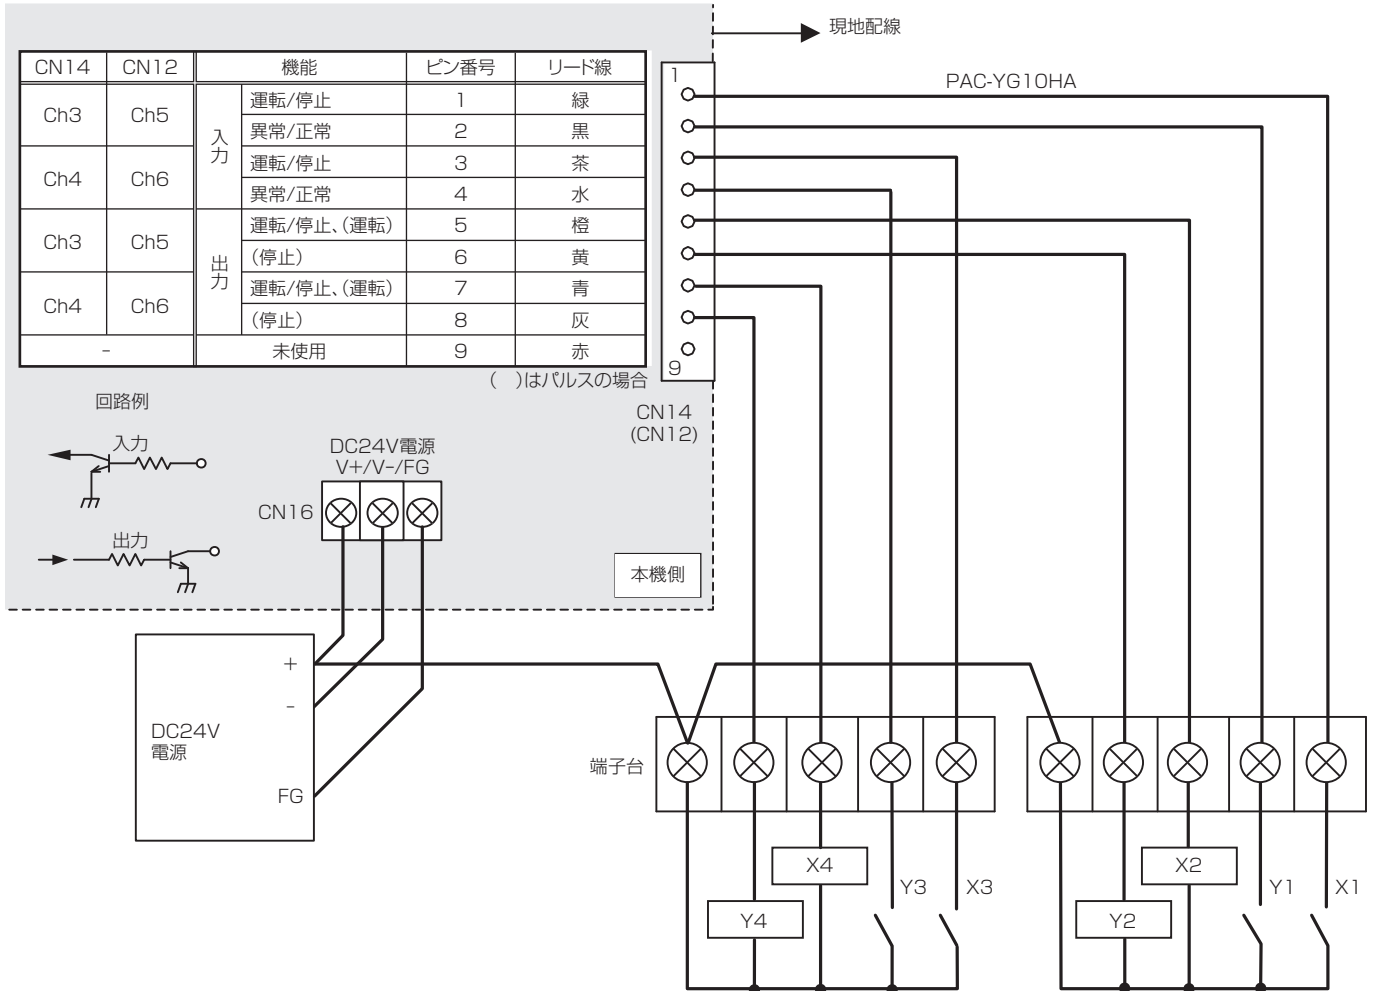 現地配線
CN14 CN12 機能 ピン番号 リード線
Ch3 Ch5 入力 運転/停止 1 緑
異常/正常 2 黒
Ch4 Ch6 運転/停止 3 茶
異常/正常 4 水
Ch3 Ch5 出力 運転/停止、(運転) 5 橙
(停止) 6 黄
Ch4 Ch6 運転/停止、(運転) 7 青
(停止) 8 灰
- 未使用 9 赤
( )はパルスの場合
1
9
PAC-YG10HA
CN14
(CN12)
回路例
入力
出力
DC24V電源
V+/V-/FG
CN16
本機側
+
-
DC24V
電源
FG
端子台
X4
Y3
X3
Y4
X2
Y1
X1
Y2